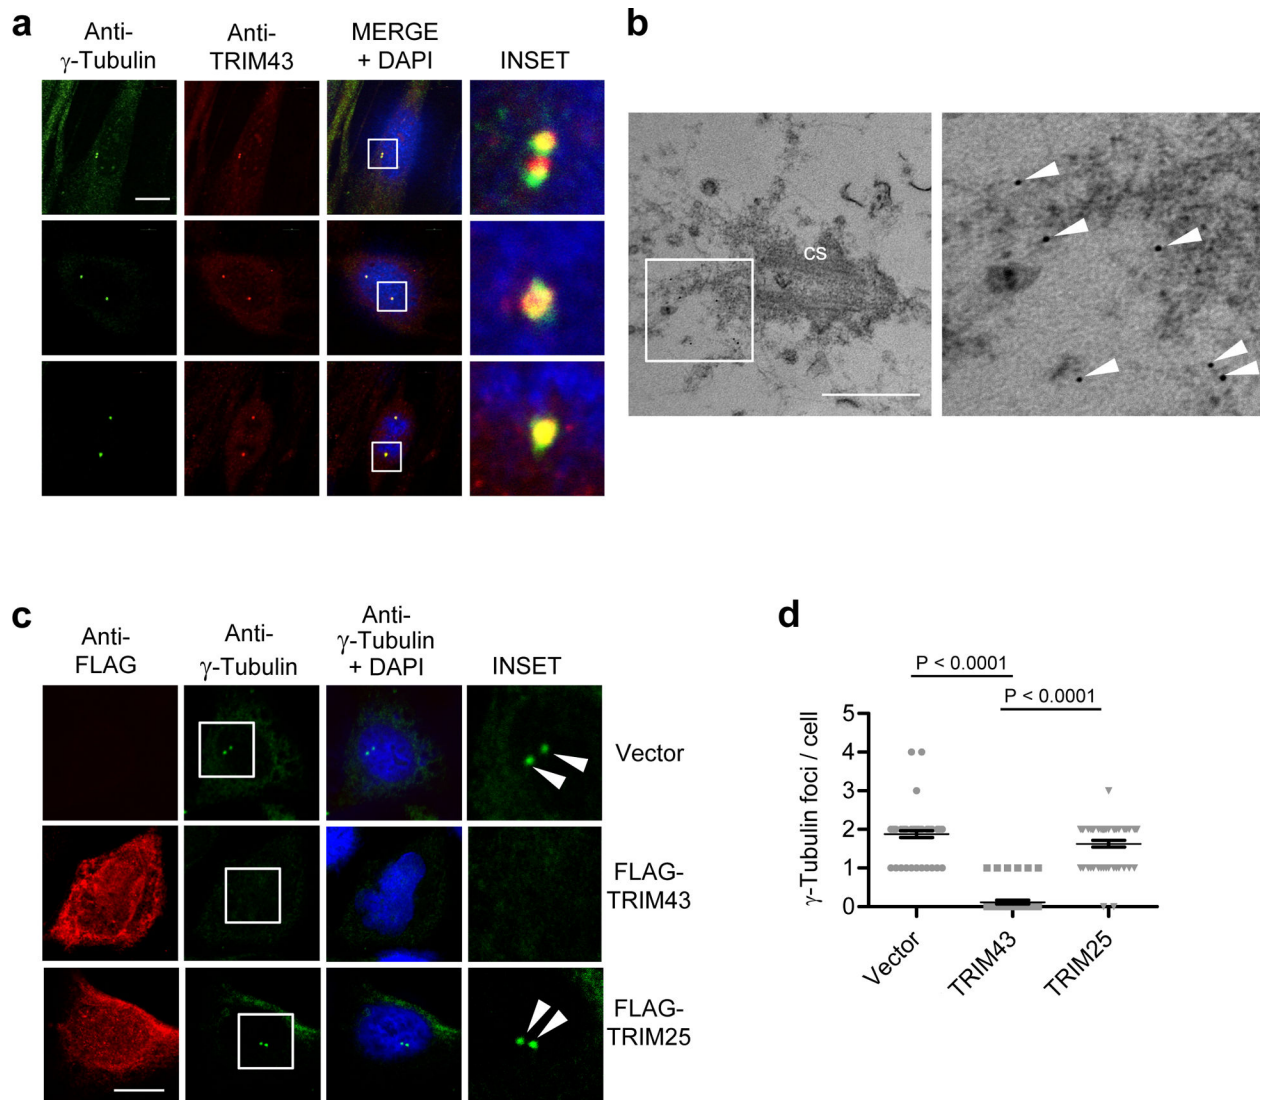 a
Anti-
γ-Tubulin
Anti-
TRIM43
MERGE
+ DAPI
INSET
b
CS
c
Anti-
FLAG
Anti-
γ-Tubulin
Anti-
γ-Tubulin
+ DAPI
INSET
Vector
FLAG-
TRIM43
FLAG-
TRIM25
d
P < 0.0001
P < 0.0001
γ-Tubulin foci / cell
5
4
3
2
1
0
Vector
TRIM43
TRIM25